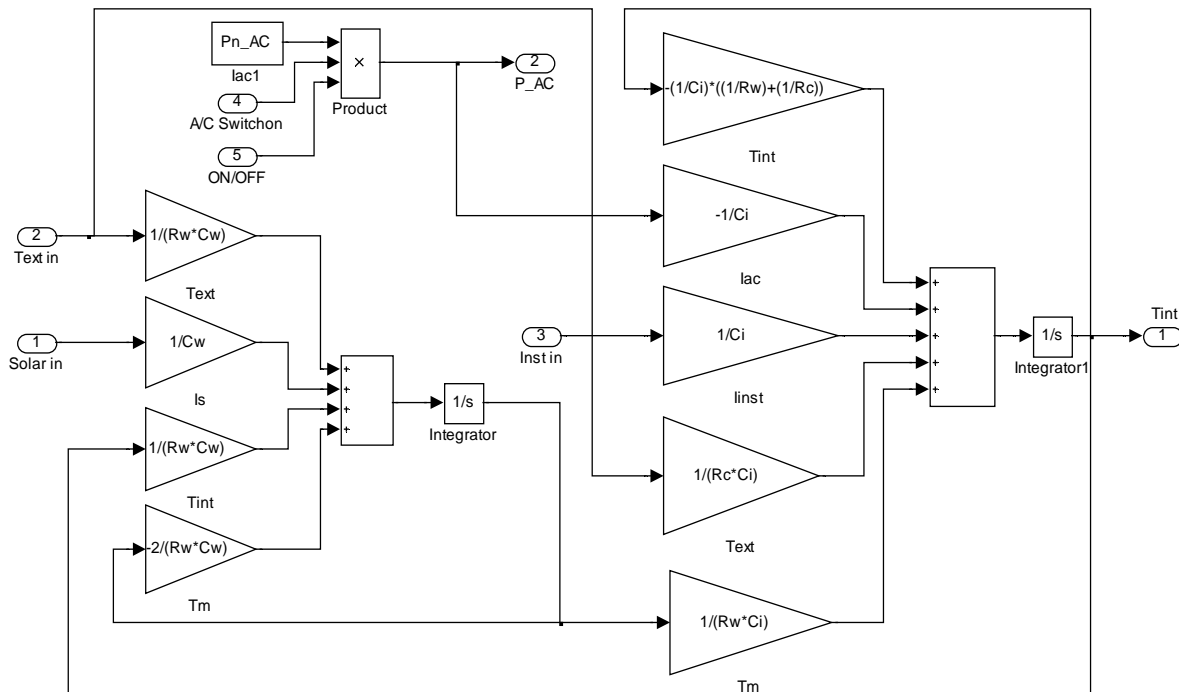 Pn_AC
Iac1
4
A/C Switchon
5
ON/OFF
×
Product
2
P_AC
2
Text in
1/(Rw*Cw)
Text
1
Solar in
1/Cw
Is
1/(Rw*Cw)
Tint
-2/(Rw*Cw)
Tm
+
+
+
+
1/s
Integrator
-(1/Ci)*((1/Rw)+(1/Rc))
Tint
-1/Ci
Iac
3
Inst in
1/Ci
Iinst
1/(Rc*Ci)
Text
1/(Rw*Ci)
Tm
+
+
+
+
+
1/s
Integrator1
Tint
1